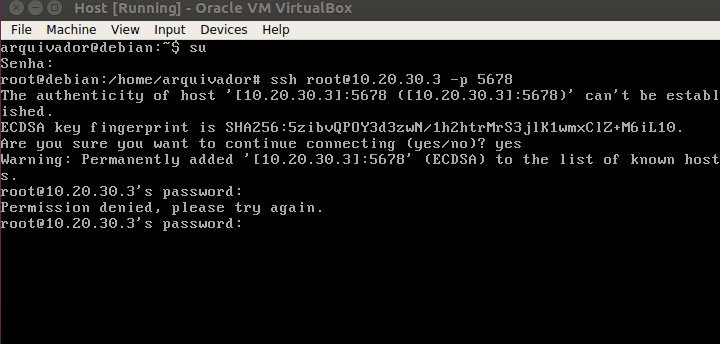 Host [Running] - Oracle VM VirtualBox
File Machine View Input Devices Help
arquivador@debian:~$ su
Senha:
root@debian:/home/arquivador# ssh root@10.20.30.3 -p 5678
The authenticity of host '[10.20.30.3]:5678 ([10.20.30.3]:5678)' can't be establ
ished.
ECDSA key fingerprint is SHA256:5zibvQPOY3d3zwN/1h2htrMrS3jlK1wmxClZ+M6iL10.
Are you sure you want to continue connecting (yes/no)? yes
Warning: Permanently added '[10.20.30.3]:5678' (ECDSA) to the list of known host
s.
root@10.20.30.3's password:
Permission denied, please try again.
root@10.20.30.3's password: